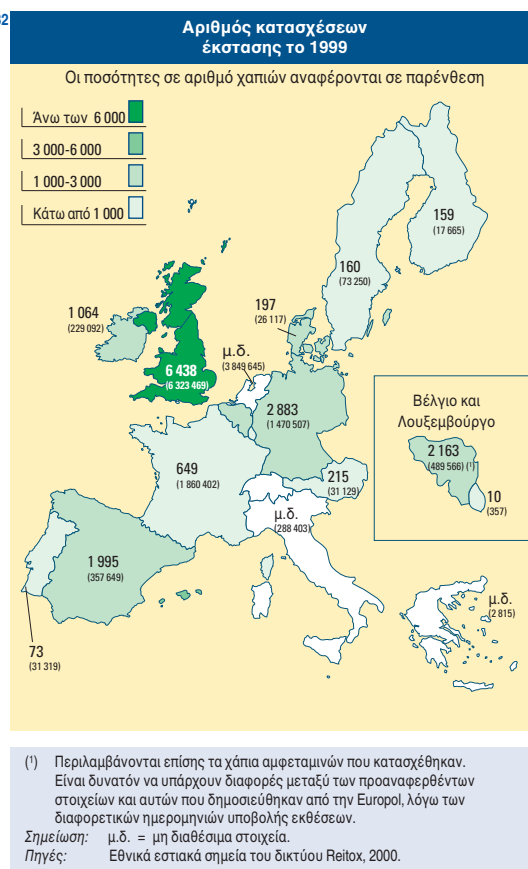 32
Αριθμός κατασχέσεων
έκστασης το 1999
Οι ποσότητες σε αριθμό χαπιών αναφέρονται σε παρένθεση
Άνω των 6 000
3 000-6 000
1 000-3 000
Κάτω από 1 000
159
(17 665)
160
(73 250)
1 064
(229 092)
197
(26 117)
μ.δ.
(3 849 645)
6 438
(6 323 469)
2 883
(1 470 507)
Βέλγιο και
Λουξεμβούργο
2 163
(489 566) (¹)
10
(357)
649
(1 860 402)
215
(31 129)
μ.δ.
(288 403)
1 995
(357 649)
μ.δ.
(2 815)
73
(31 319)
(¹) Περιλαμβάνονται επίσης τα χάπια αμφεταμινών που κατασχέθηκαν.
Είναι δυνατόν να υπάρχουν διαφορές μεταξύ των προαναφερθέντων
στοιχείων και αυτών που δημοσιεύθηκαν από την Europol, λόγω των
διαφορετικών ημερομηνιών υποβολής εκθέσεων.
Σημείωση: μ.δ. = μη διαθέσιμα στοιχεία.
Πηγές: Εθνικά εστιακά σημεία του δικτύου Reitox, 2000.